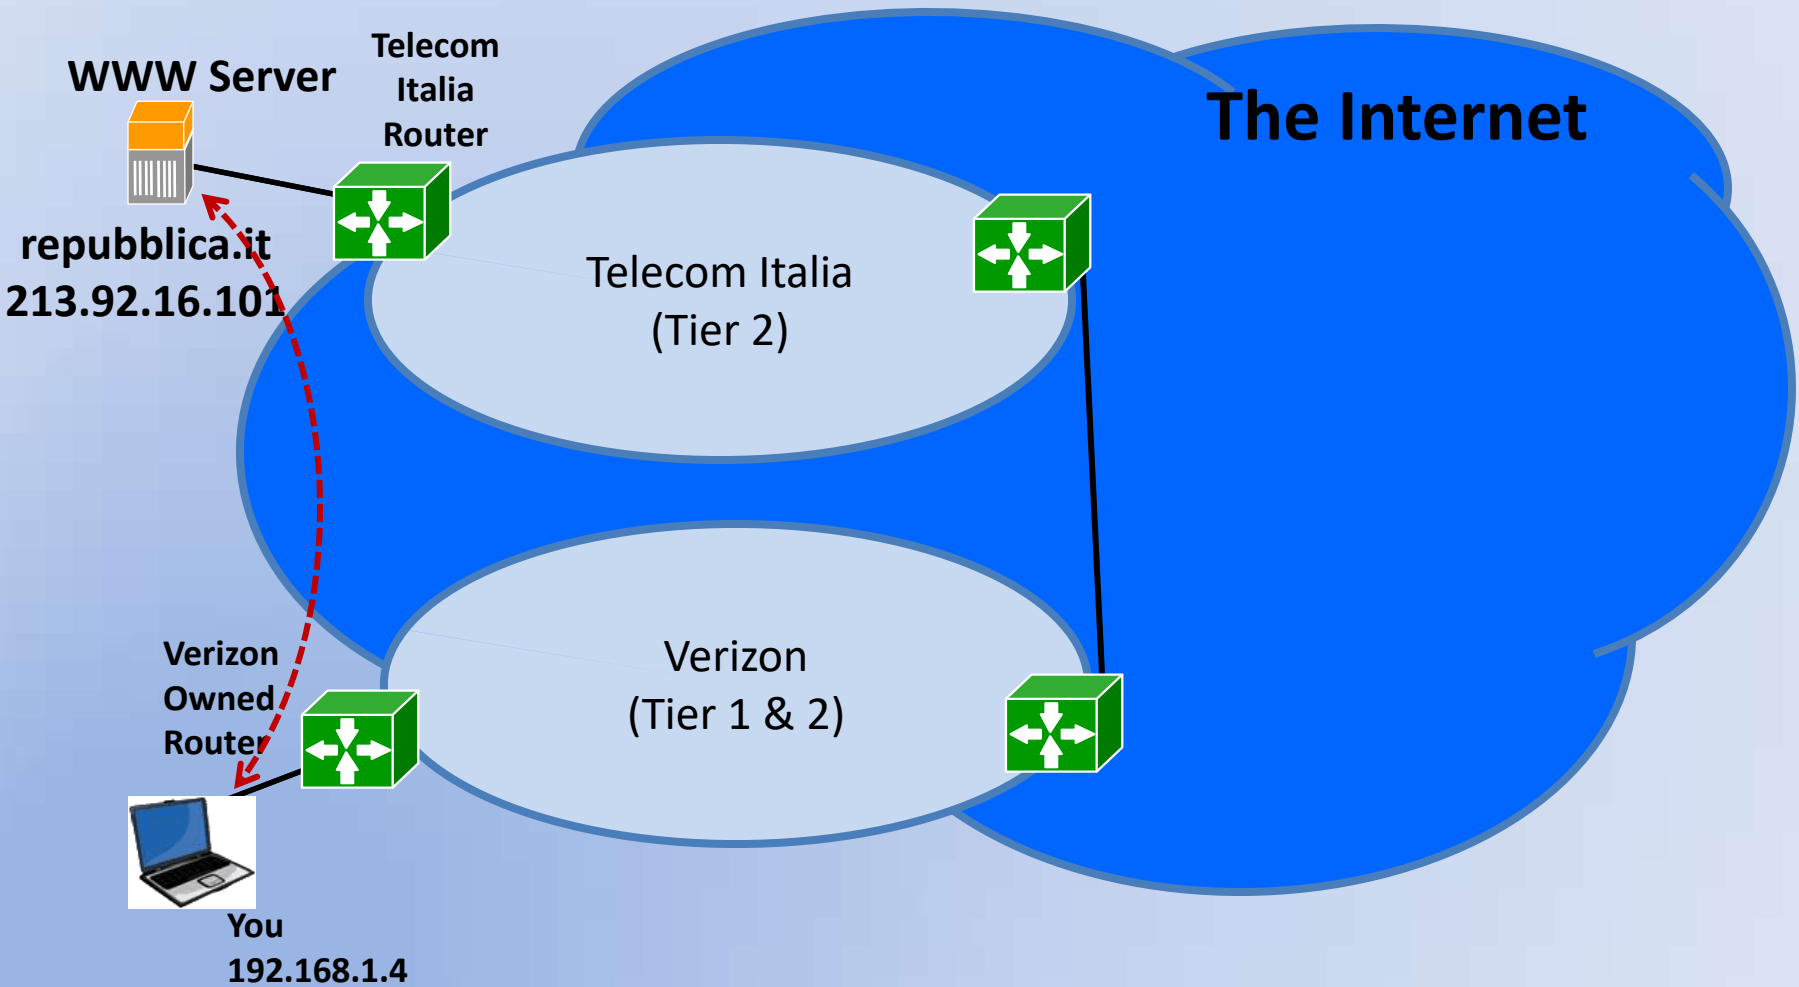 WWW Server
repubblica.it
213.92.16.101
Telecom
Italia
Router
The Internet
Telecom Italia
(Tier 2)
Verizon
(Tier 1 & 2)
Verizon
Owned
Router
You
192.168.1.4